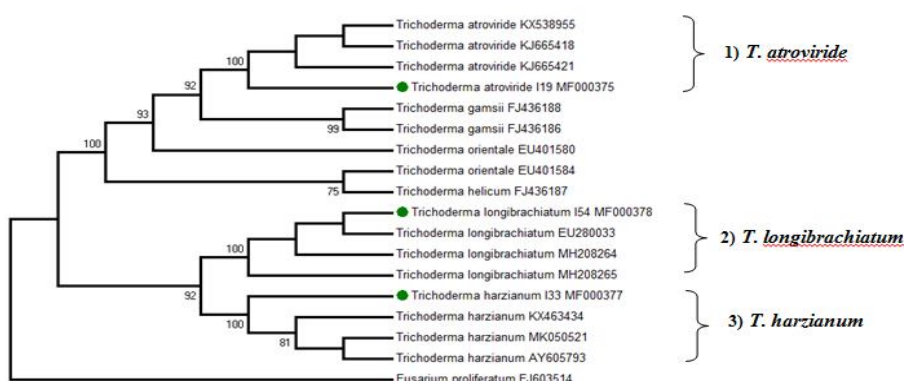 Trichoderma atroviride KX538955
Trichoderma atroviride KJ665418
Trichoderma atroviride KJ665421
100
Trichoderma atroviride I19 MF000375
1) T. atroviride
92
Trichoderma gamsii FJ436188
99
Trichoderma gamsii FJ436186
93
Trichoderma orientale EU401580
100
Trichoderma orientale EU401584
75
Trichoderma helicum FJ436187
Trichoderma longibrachiatum I54 MF000378
Trichoderma longibrachiatum EU280033
100
Trichoderma longibrachiatum MH208264
Trichoderma longibrachiatum MH208265
2) T. longibrachiatum
92
Trichoderma harzianum I33 MF000377
100
Trichoderma harzianum KX463434
81
Trichoderma harzianum MK050521
Trichoderma harzianum AY605793
3) T. harzianum
Fusarium proliferatum FJ603514